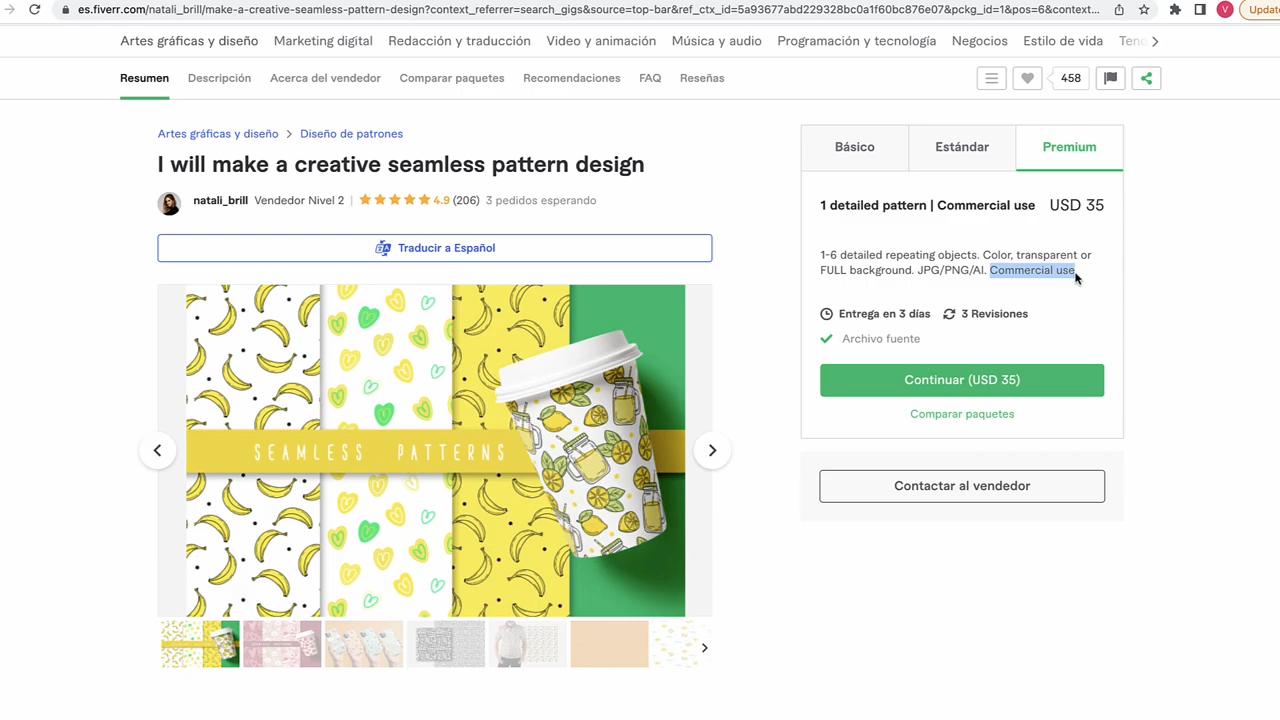 es.fiverr.com/natali_brill/make-a-creative-seamless-pattern-design?context_referrer=search_gigs&source=top-bar&ref_ctx_id=5a93677abd229328bc0a1f60bc876e07&pckg_id=1&pos=6&context...
V
Update
Artes gráficas y diseño Marketing digital Redacción y traducción Video y animación Música y audio Programación y tecnología Negocios Estilo de vida
Resumen Descripción Acerca del vendedor Comparar paquetes Recomendaciones FAQ Reseñas
458
Artes gráficas y diseño > Diseño de patrones
I will make a creative seamless pattern design
natali_brill Vendedor Nivel 2 | 4.9 (206) 3 pedidos esperando
Traducir a Español
SEAMLESS PATTERNS
Básico Estándar Premium
1 detailed pattern | Commercial use USD 35
1-6 detailed repeating objects. Color, transparent or
FULL background. JPG/PNG/AI. Commercial use
Entrega en 3 días 3 Revisiones
Archivo fuente
Continuar (USD 35)
Comparar paquetes
Contactar al vendedor